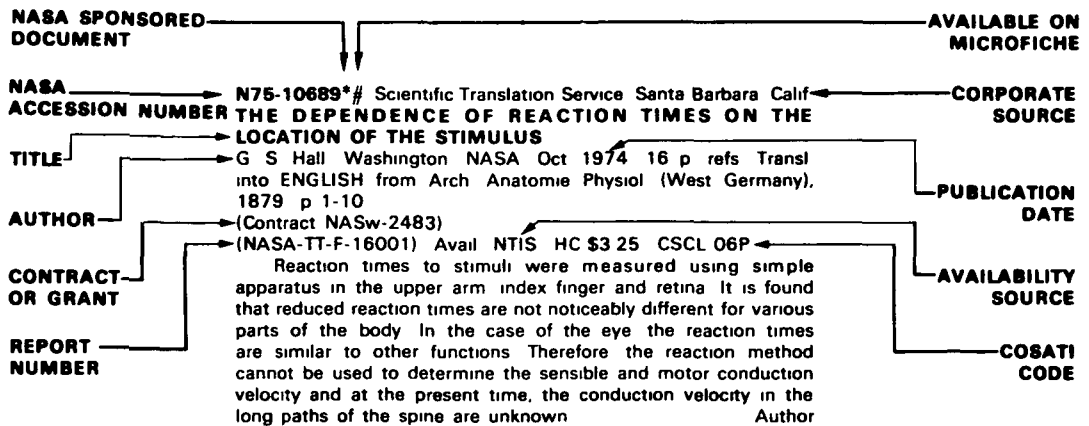 NASA SPONSORED
DOCUMENT
AVAILABLE ON
MICROFICHE
NASA
ACCESSION NUMBER
N75-10689*# Scientific Translation Service Santa Barbara Calif
CORPORATE
SOURCE
THE DEPENDENCE OF REACTION TIMES ON THE
LOCATION OF THE STIMULUS
TITLE
G S Hall Washington NASA Oct 1974 16 p refs Transl
into ENGLISH from Arch Anatomie Physiol (West Germany),
1879 p 1-10
PUBLICATION
DATE
AUTHOR
(Contract NASw-2483)
(NASA-TT-F-16001) Avail NTIS HC $3 25 CSCL 06P
CONTRACT
OR GRANT
AVAILABILITY
SOURCE
Reaction times to stimuli were measured using simple
apparatus in the upper arm index finger and retina It is found
that reduced reaction times are not noticeably different for various
parts of the body In the case of the eye the reaction times
are similar to other functions Therefore the reaction method
cannot be used to determine the sensible and motor conduction
velocity and at the present time, the conduction velocity in the
long paths of the spine are unknown Author
REPORT
NUMBER
COSATI
CODE